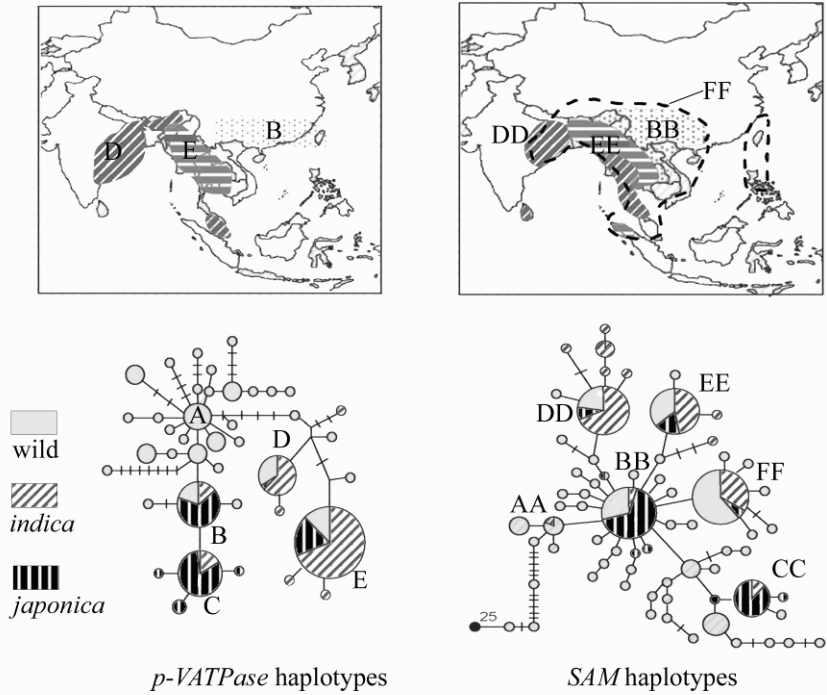 B
D
E
FF
DD
BB
EE
wild
indica
japonica
A
D
B
E
C
p-VATPase haplotypes
EE
DD
BB
FF
AA
CC
25
SAM haplotypes